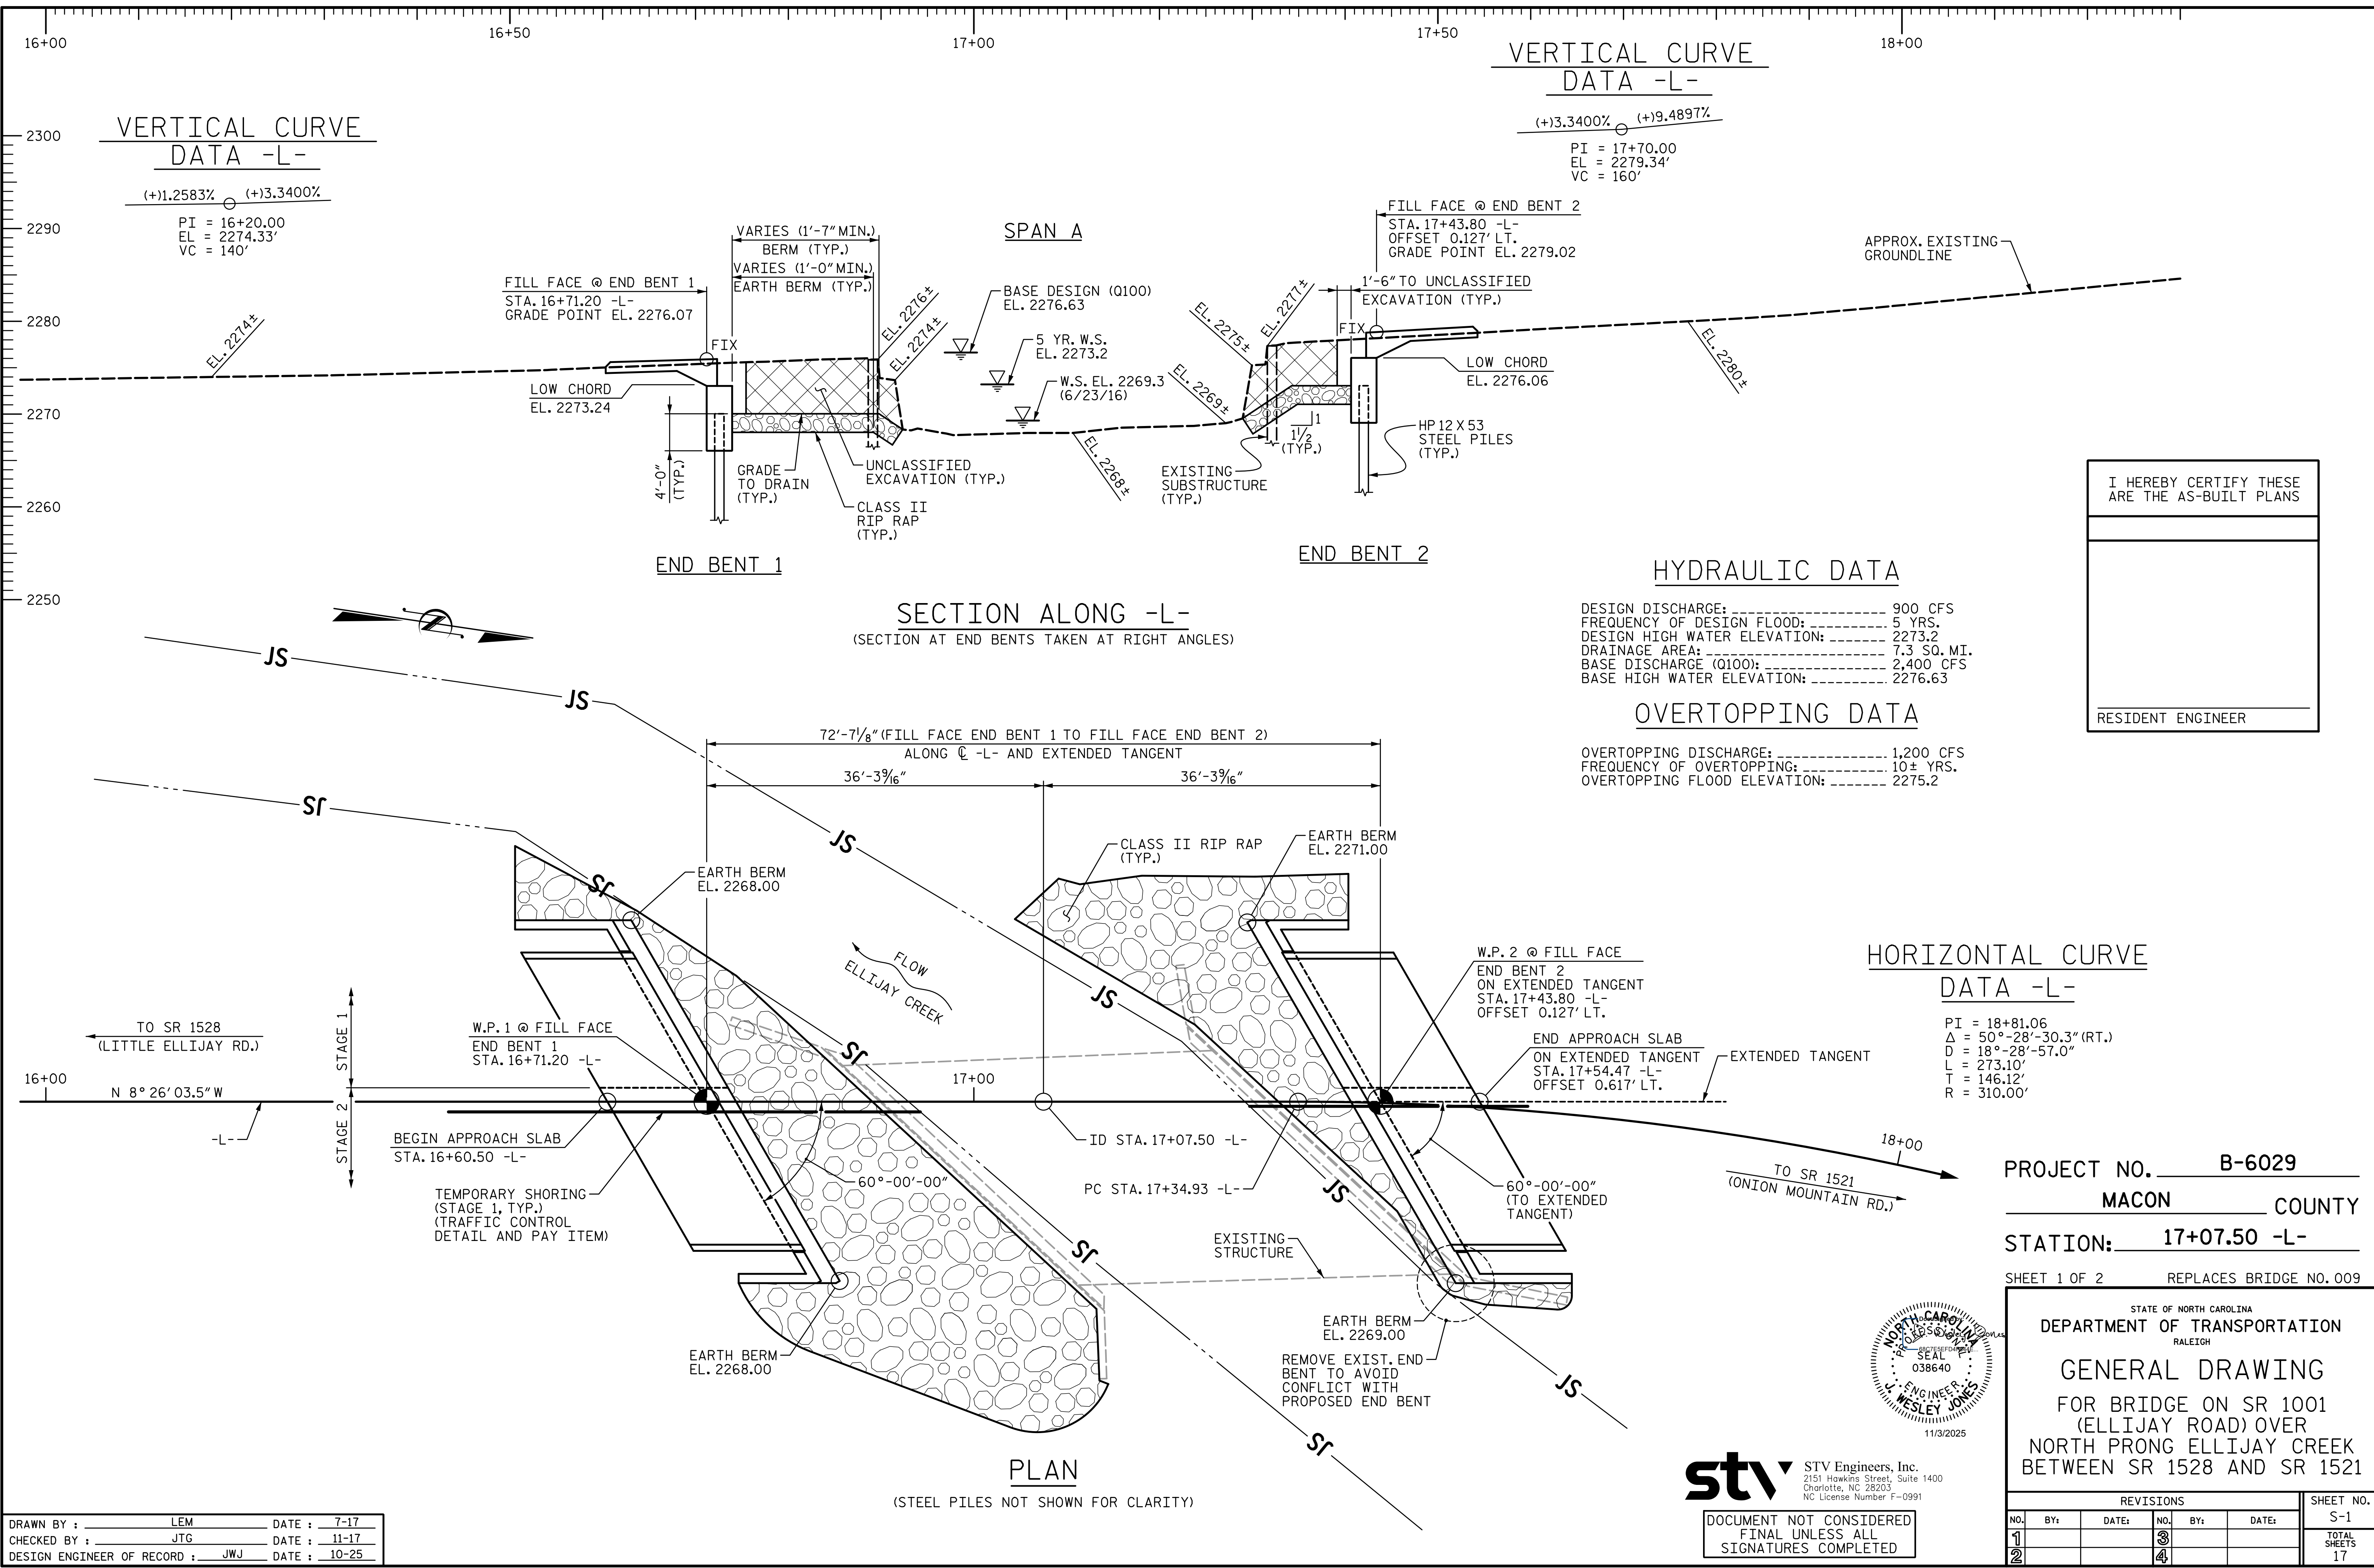 16+00
16+50
17+00
17+50
18+00
2300
2290
2280
2270
2260
2250
VERTICAL CURVE
DATA -L-
(+)1.2583%
(+)3.3400%
PI = 16+20.00
EL = 2274.33'
VC = 140'
VERTICAL CURVE
DATA -L-
(+)3.3400%
(+)9.4897%
PI = 17+70.00
EL = 2279.34'
VC = 160'
SPAN A
VARIES (1'-7" MIN.)
BERM (TYP.)
VARIES (1'-0" MIN.)
EARTH BERM (TYP.)
FILL FACE @ END BENT 1
STA. 16+71.20 -L-
GRADE POINT EL. 2276.07
FIX
EL. 2274±
EL. 2276±
EL. 2274±
BASE DESIGN (Q100)
EL. 2276.63
5 YR. W.S.
EL. 2273.2
W.S. EL. 2269.3
(6/23/16)
FILL FACE @ END BENT 2
STA. 17+43.80 -L-
OFFSET 0.127' LT.
GRADE POINT EL. 2279.02
1'-6" TO UNCLASSIFIED
EXCAVATION (TYP.)
FIX
EL. 2275±
EL. 2277±
EL. 2269±
EL. 2268±
EL. 2280±
APPROX. EXISTING
GROUNDLINE
LOW CHORD
EL. 2273.24
LOW CHORD
EL. 2276.06
4'-0"
(TYP.)
GRADE
TO DRAIN
(TYP.)
UNCLASSIFIED
EXCAVATION (TYP.)
CLASS II
RIP RAP
(TYP.)
EXISTING
SUBSTRUCTURE
(TYP.)
1
1½
(TYP.)
HP 12 X 53
STEEL PILES
(TYP.)
END BENT 1
END BENT 2
SECTION ALONG -L-
(SECTION AT END BENTS TAKEN AT RIGHT ANGLES)
I HEREBY CERTIFY THESE
ARE THE AS-BUILT PLANS
RESIDENT ENGINEER
HYDRAULIC DATA
DESIGN DISCHARGE: 900 CFS
FREQUENCY OF DESIGN FLOOD: 5 YRS.
DESIGN HIGH WATER ELEVATION: 2273.2
DRAINAGE AREA: 7.3 SQ. MI.
BASE DISCHARGE (Q100): 2,400 CFS
BASE HIGH WATER ELEVATION: 2276.63
OVERTOPPING DATA
OVERTOPPING DISCHARGE: 1,200 CFS
FREQUENCY OF OVERTOPPING: 10± YRS.
OVERTOPPING FLOOD ELEVATION: 2275.2
JS
JS
JS
JS
JS
JS
JS
JS
JS
JS
JS
JS
72'-7⅛" (FILL FACE END BENT 1 TO FILL FACE END BENT 2)
ALONG ℄ -L- AND EXTENDED TANGENT
36'-3 9/16"
36'-3 9/16"
EARTH BERM
EL. 2268.00
CLASS II RIP RAP
(TYP.)
EARTH BERM
EL. 2271.00
FLOW
ELLIJAY CREEK
W.P. 2 @ FILL FACE
END BENT 2
ON EXTENDED TANGENT
STA. 17+43.80 -L-
OFFSET 0.127' LT.
END APPROACH SLAB
ON EXTENDED TANGENT
STA. 17+54.47 -L-
OFFSET 0.617' LT.
EXTENDED TANGENT
HORIZONTAL CURVE
DATA -L-
PI = 18+81.06
Δ = 50°-28'-30.3" (RT.)
D = 18°-28'-57.0"
L = 273.10'
T = 146.12'
R = 310.00'
TO SR 1528
(LITTLE ELLIJAY RD.)
STAGE 1
STAGE 2
W.P. 1 @ FILL FACE
END BENT 1
STA. 16+71.20 -L-
16+00
17+00
18+00
N 8° 26' 03.5" W
-L-
BEGIN APPROACH SLAB
STA. 16+60.50 -L-
TEMPORARY SHORING
(STAGE 1, TYP.)
(TRAFFIC CONTROL
DETAIL AND PAY ITEM)
60°-00'-00"
ID STA. 17+07.50 -L-
PC STA. 17+34.93 -L-
60°-00'-00"
(TO EXTENDED
TANGENT)
TO SR 1521
(ONION MOUNTAIN RD.)
EXISTING
STRUCTURE
EARTH BERM
EL. 2268.00
EARTH BERM
EL. 2269.00
REMOVE EXIST. END
BENT TO AVOID
CONFLICT WITH
PROPOSED END BENT
PLAN
(STEEL PILES NOT SHOWN FOR CLARITY)
PROJECT NO. B-6029
MACON COUNTY
STATION: 17+07.50 -L-
SHEET 1 OF 2 REPLACES BRIDGE NO. 009
STATE OF NORTH CAROLINA
DEPARTMENT OF TRANSPORTATION
RALEIGH
GENERAL DRAWING
FOR BRIDGE ON SR 1001
(ELLIJAY ROAD) OVER
NORTH PRONG ELLIJAY CREEK
BETWEEN SR 1528 AND SR 1521
NORTH CAROLINA
PROFESSIONAL
SEAL
038640
ENGINEER
J. WESLEY JONES
11/3/2025
stv
STV Engineers, Inc.
2151 Hawkins Street, Suite 1400
Charlotte, NC 28203
NC License Number F-0991
DOCUMENT NOT CONSIDERED
FINAL UNLESS ALL
SIGNATURES COMPLETED
REVISIONS
NO. BY: DATE: NO. BY: DATE:
1 3
2 4
SHEET NO.
S-1
TOTAL
SHEETS
17
DRAWN BY : LEM DATE : 7-17
CHECKED BY : JTG DATE : 11-17
DESIGN ENGINEER OF RECORD : JWJ DATE : 10-25